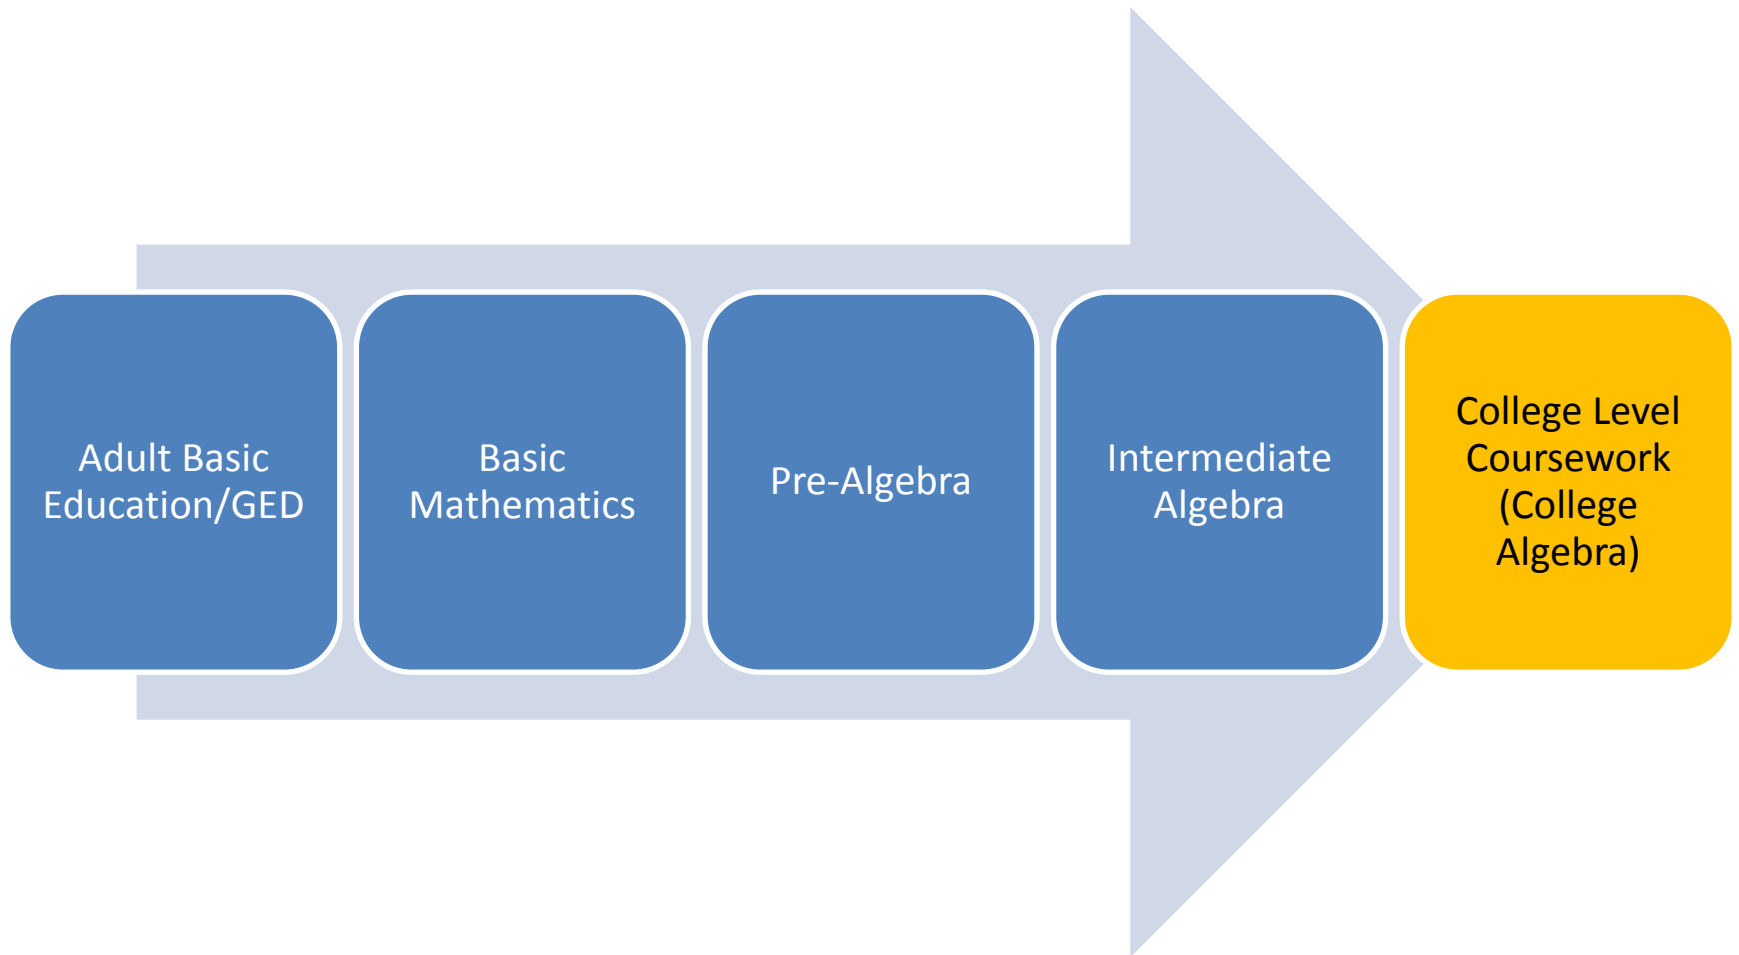 Adult Basic
Education/GED
Basic
Mathematics
Pre-Algebra
Intermediate
Algebra
College Level
Coursework
(College
Algebra)